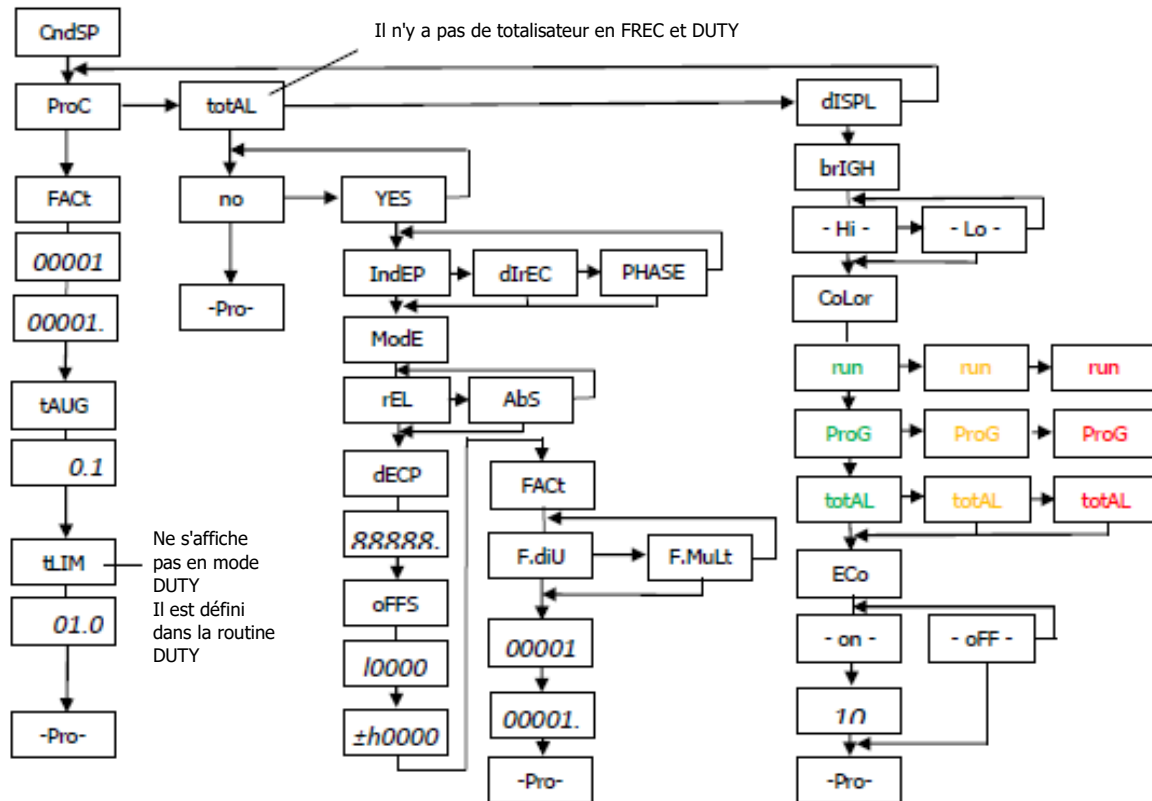 CndSP
Il n'y a pas de totalisateur en FREC et DUTY
ProC
totAL
dISPL
brIGH
FACt
no
YES
- Hi -
- Lo -
00001
IndEP
dIrEC
PHASE
CoLor
-Pro-
00001.
ModE
run
run
run
tAUG
rEL
AbS
ProG
ProG
ProG
0.1
dECP
FACt
totAL
totAL
totAL
tLIM
Ne s'affiche
pas en mode
DUTY
Il est défini
dans la routine
DUTY
88888.
F.diU
F.MuLt
ECo
01.0
oFFS
- on -
- oFF -
l0000
00001
10
-Pro-
±h0000
00001.
-Pro-
-Pro-